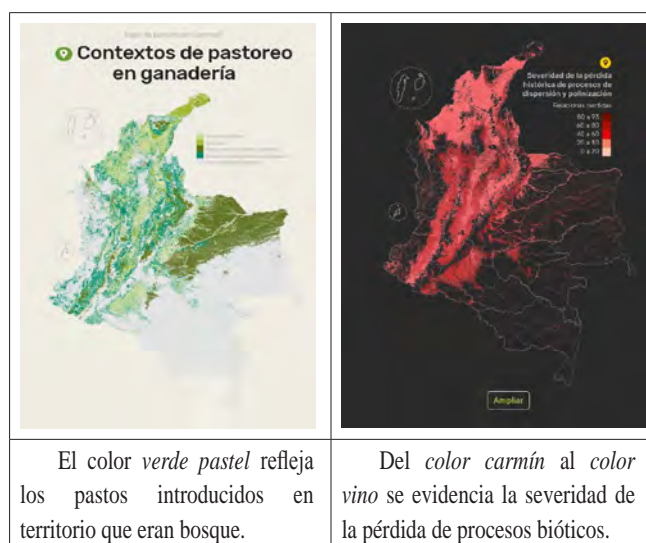 Contextos de pastoreo
en ganadería
Severidad de la pérdida
histórica de procesos de
dispersión y polinización
Relaciones perdidas
80 a 93
60 a 80
40 a 60
20 a 40
0 a 20
Ampliar
El color verde pastel refleja
los pastos introducidos en
territorio que eran bosque.
Del color carmín al color
vino se evidencia la severidad de
la pérdida de procesos bióticos.